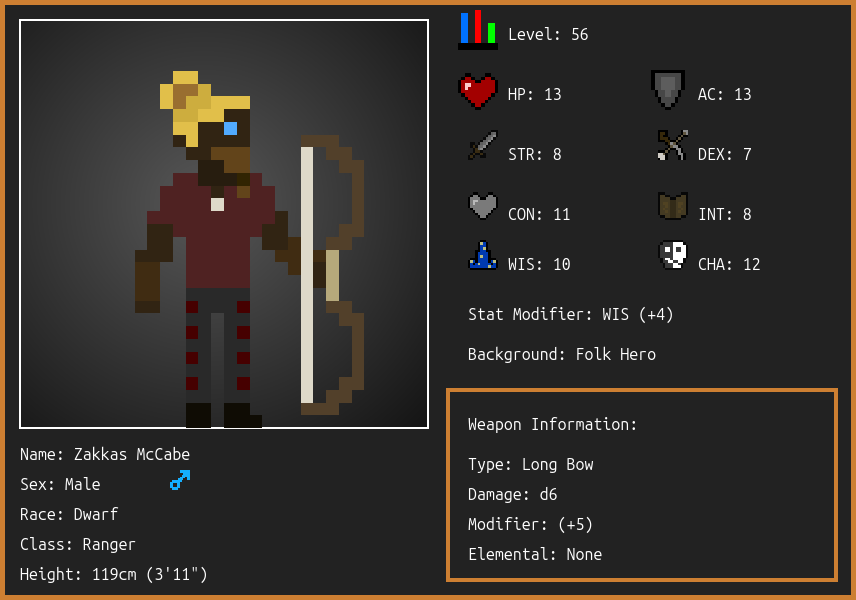 Level: 56
HP: 13
AC: 13
STR: 8
DEX: 7
CON: 11
INT: 8
WIS: 10
CHA: 12
Stat Modifier: WIS (+4)
Background: Folk Hero
Weapon Information:
Type: Long Bow
Damage: d6
Modifier: (+5)
Elemental: None
Name: Zakkas McCabe
Sex: Male
Race: Dwarf
Class: Ranger
Height: 119cm (3'11")